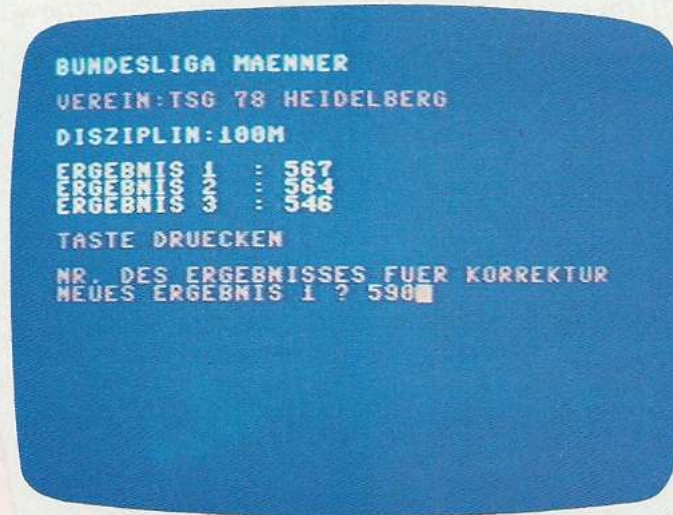 BUNDESLIGA MAENNER
VEREIN:TSG 78 HEIDELBERG
DISZIPLIN:100M
ERGEBNIS 1 : 567
ERGEBNIS 2 : 564
ERGEBNIS 3 : 546
TASTE DRUECKEN
NR. DES ERGEBNISSES FUER KORREKTUR
NEUES ERGEBNIS 1 ? 590